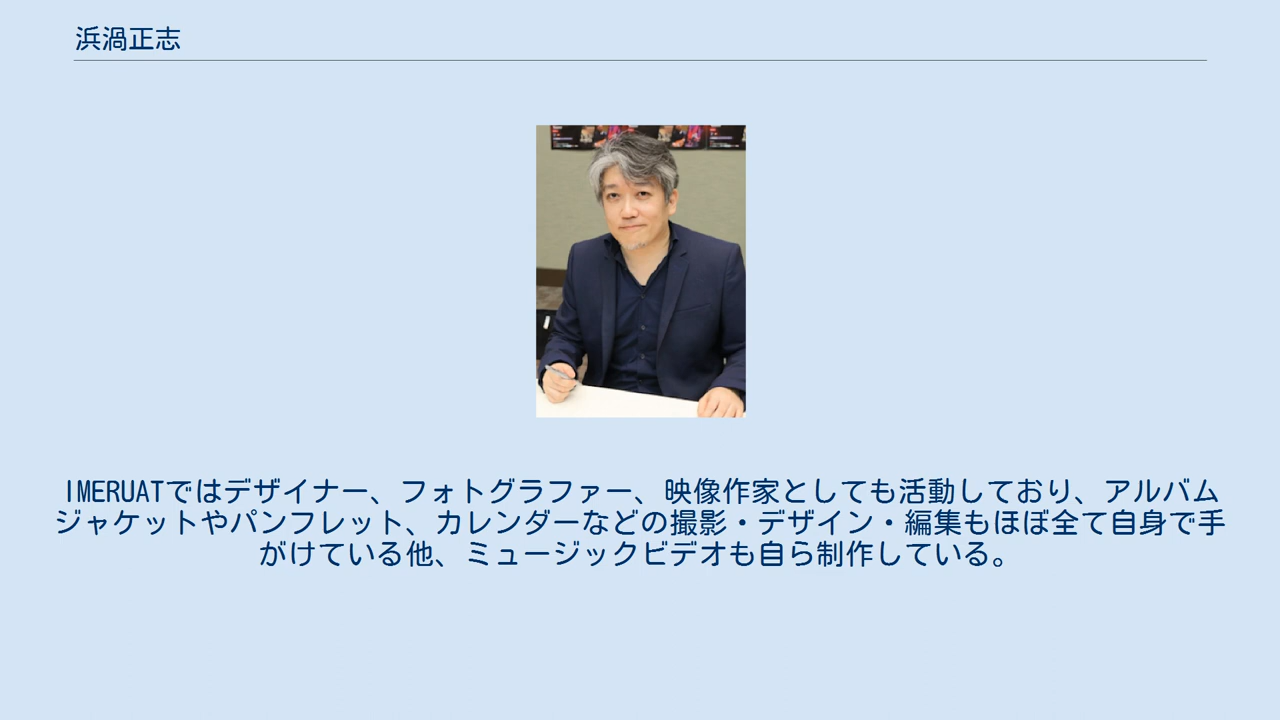 浜渦正志
IMERUATではデザイナー、フォトグラファー、映像作家としても活動しており、アルバム
ジャケットやパンフレット、カレンダーなどの撮影・デザイン・編集もほぼ全て自身で手
がけている他、ミュージックビデオも自ら制作している。